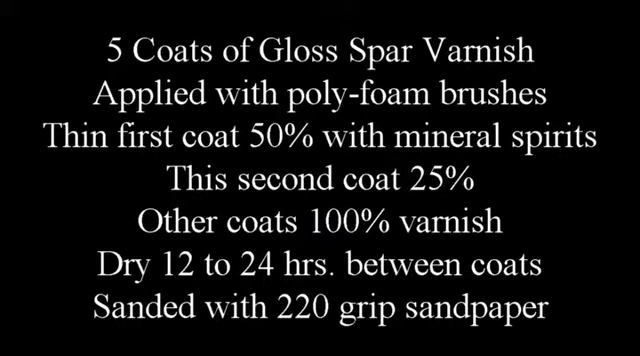 5 Coats of Gloss Spar Varnish
Applied with poly-foam brushes
Thin first coat 50% with mineral spirits
This second coat 25%
Other coats 100% varnish
Dry 12 to 24 hrs. between coats
Sanded with 220 grip sandpaper